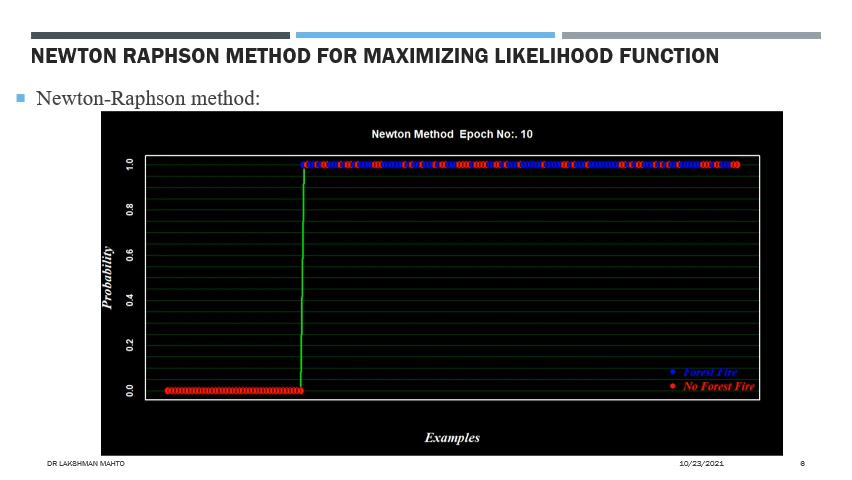 NEWTON RAPHSON METHOD FOR MAXIMIZING LIKELIHOOD FUNCTION
Newton-Raphson method:
Newton Method Epoch No:. 10
Probability
1.0
0.8
0.6
0.4
0.2
0.0
Forest Fire
No Forest Fire
Examples
DR LAKSHMAN MAHTO
10/23/2021
6